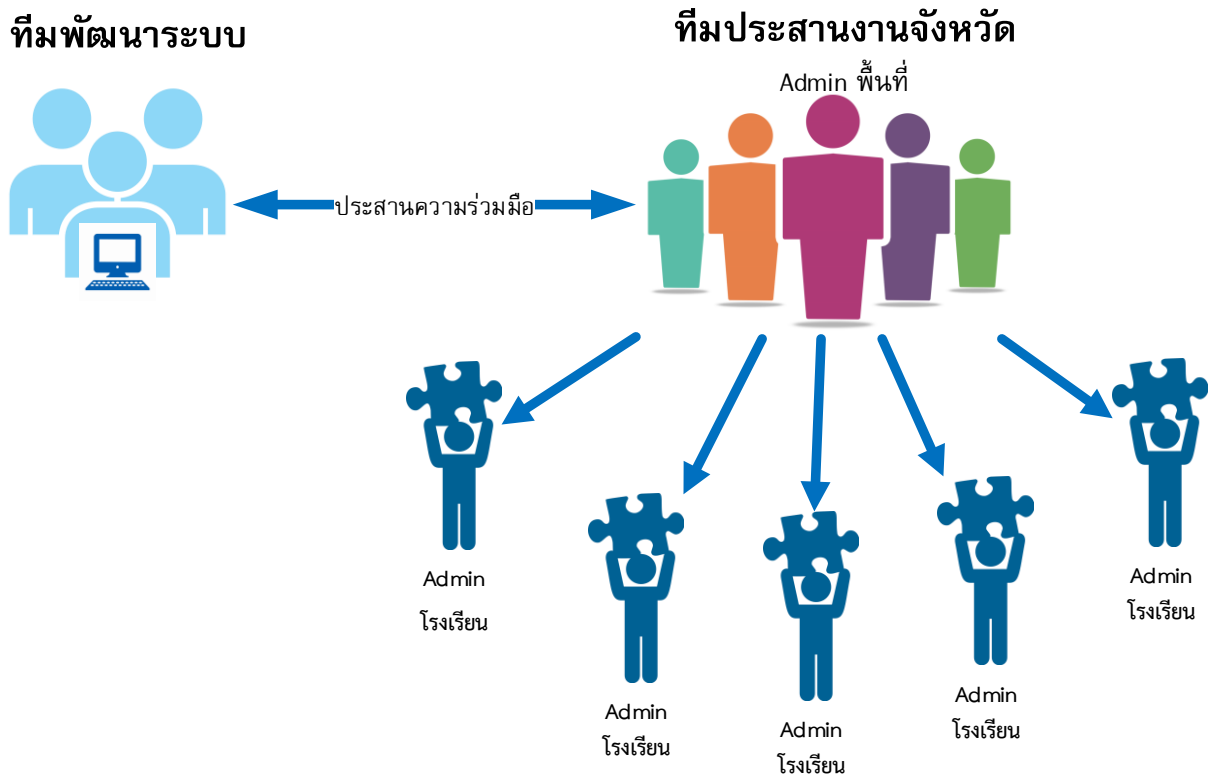 ทีมพัฒนาระบบ
ทีมประสานงานจังหวัด
Admin พื้นที่
ประสานความร่วมมือ
Admin
โรงเรียน
Admin
โรงเรียน
Admin
โรงเรียน
Admin
โรงเรียน
Admin
โรงเรียน